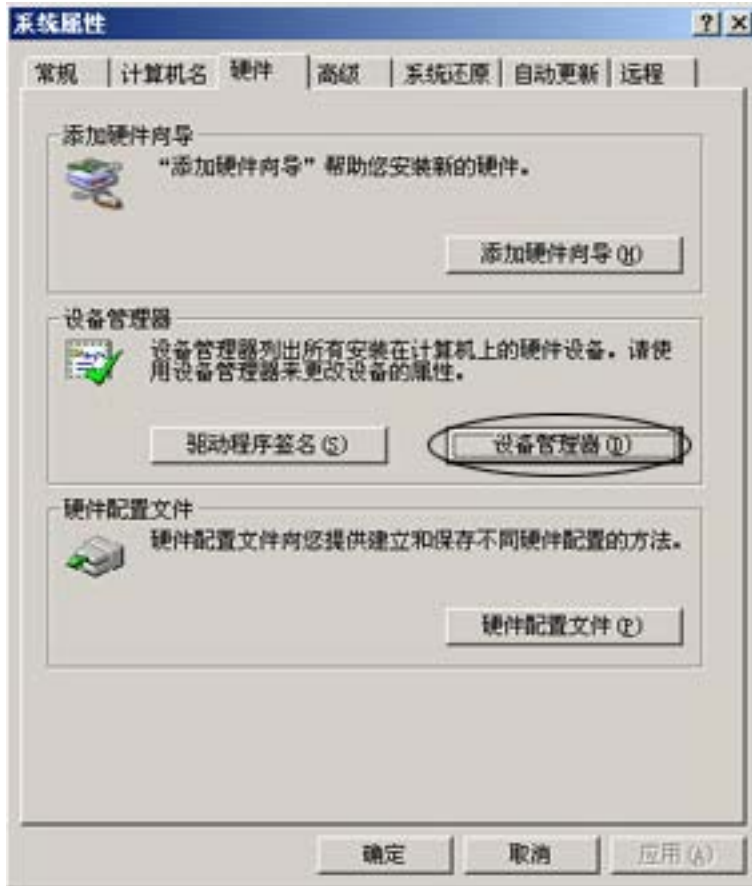 系统属性
常规 计算机名 硬件 高级 系统还原 自动更新 远程
添加硬件向导
“添加硬件向导”帮助您安装新的硬件。
添加硬件向导(H)
设备管理器
设备管理器列出所有安装在计算机上的硬件设备。请使
用设备管理器来更改设备的属性。
驱动程序签名(S) 设备管理器(D)
硬件配置文件
硬件配置文件向您提供建立和保存不同硬件配置的方法。
硬件配置文件(P)
确定 取消 应用(A)